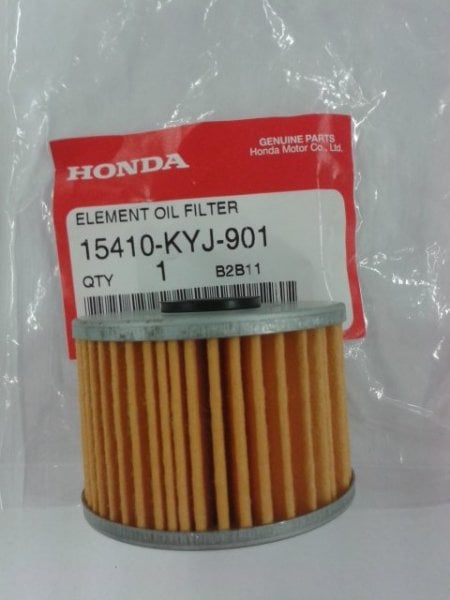 GENUINE PARTS
HONDA
Honda Motor Co., Ltd.
ELEMENT OIL FILTER
15410-KYJ-901
QTY 1 B2B11